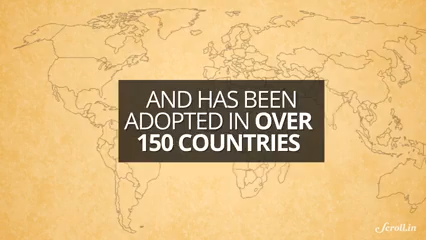 AND HAS BEEN
ADOPTED IN OVER
150 COUNTRIES
Scroll.in